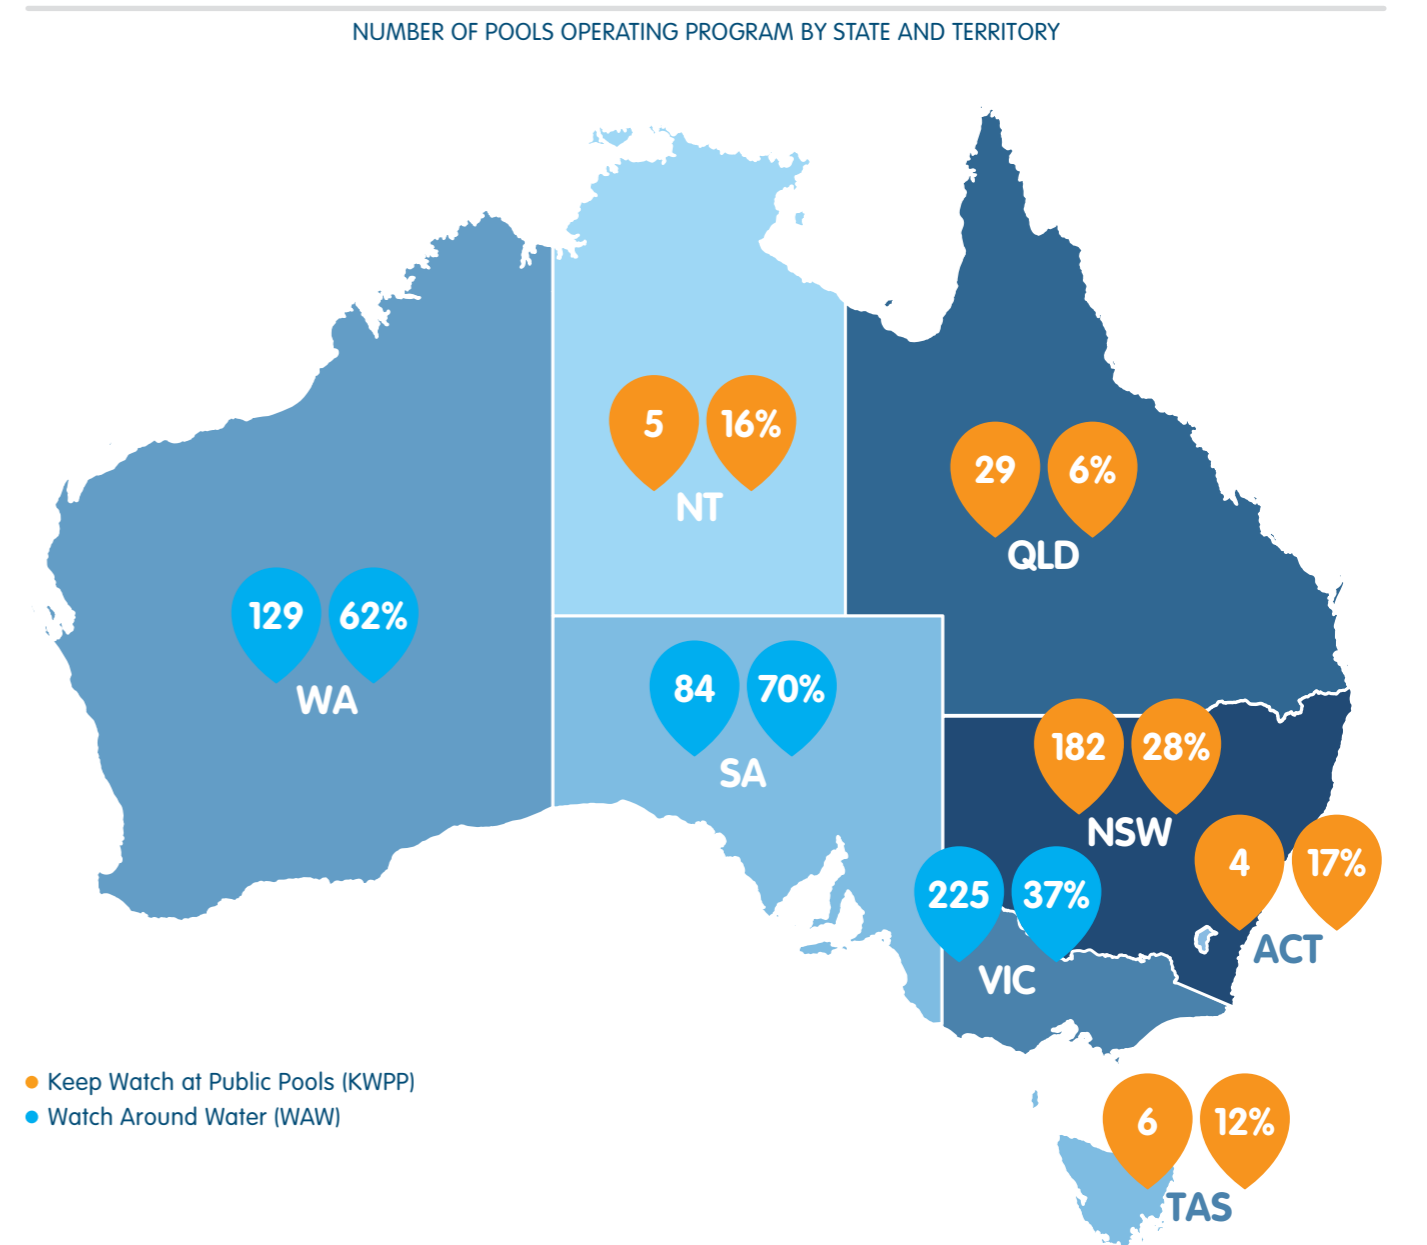 NUMBER OF POOLS OPERATING PROGRAM BY STATE AND TERRITORY
5 16%
NT
29 6%
QLD
129 62%
WA
84 70%
SA
182 28%
NSW
4 17%
ACT
225 37%
VIC
Keep Watch at Public Pools (KWPP)
Watch Around Water (WAW)
6 12%
TAS